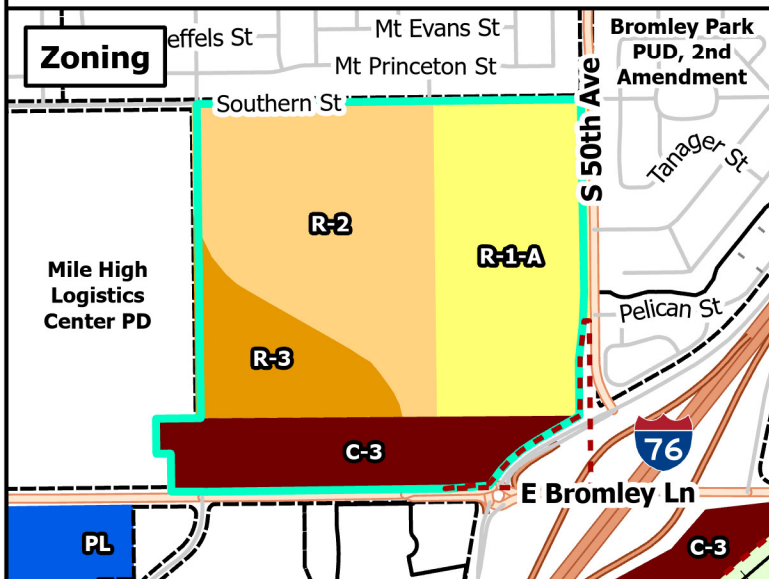 Zoning
effels St
Mt Evans St
Mt Princeton St
Southern St
Bromley Park
PUD, 2nd
Amendment
S 50th Ave
Tanager St
R-2
R-1-A
Mile High
Logistics
Center PD
Pelican St
R-3
C-3
76
E Bromley Ln
PL
C-3